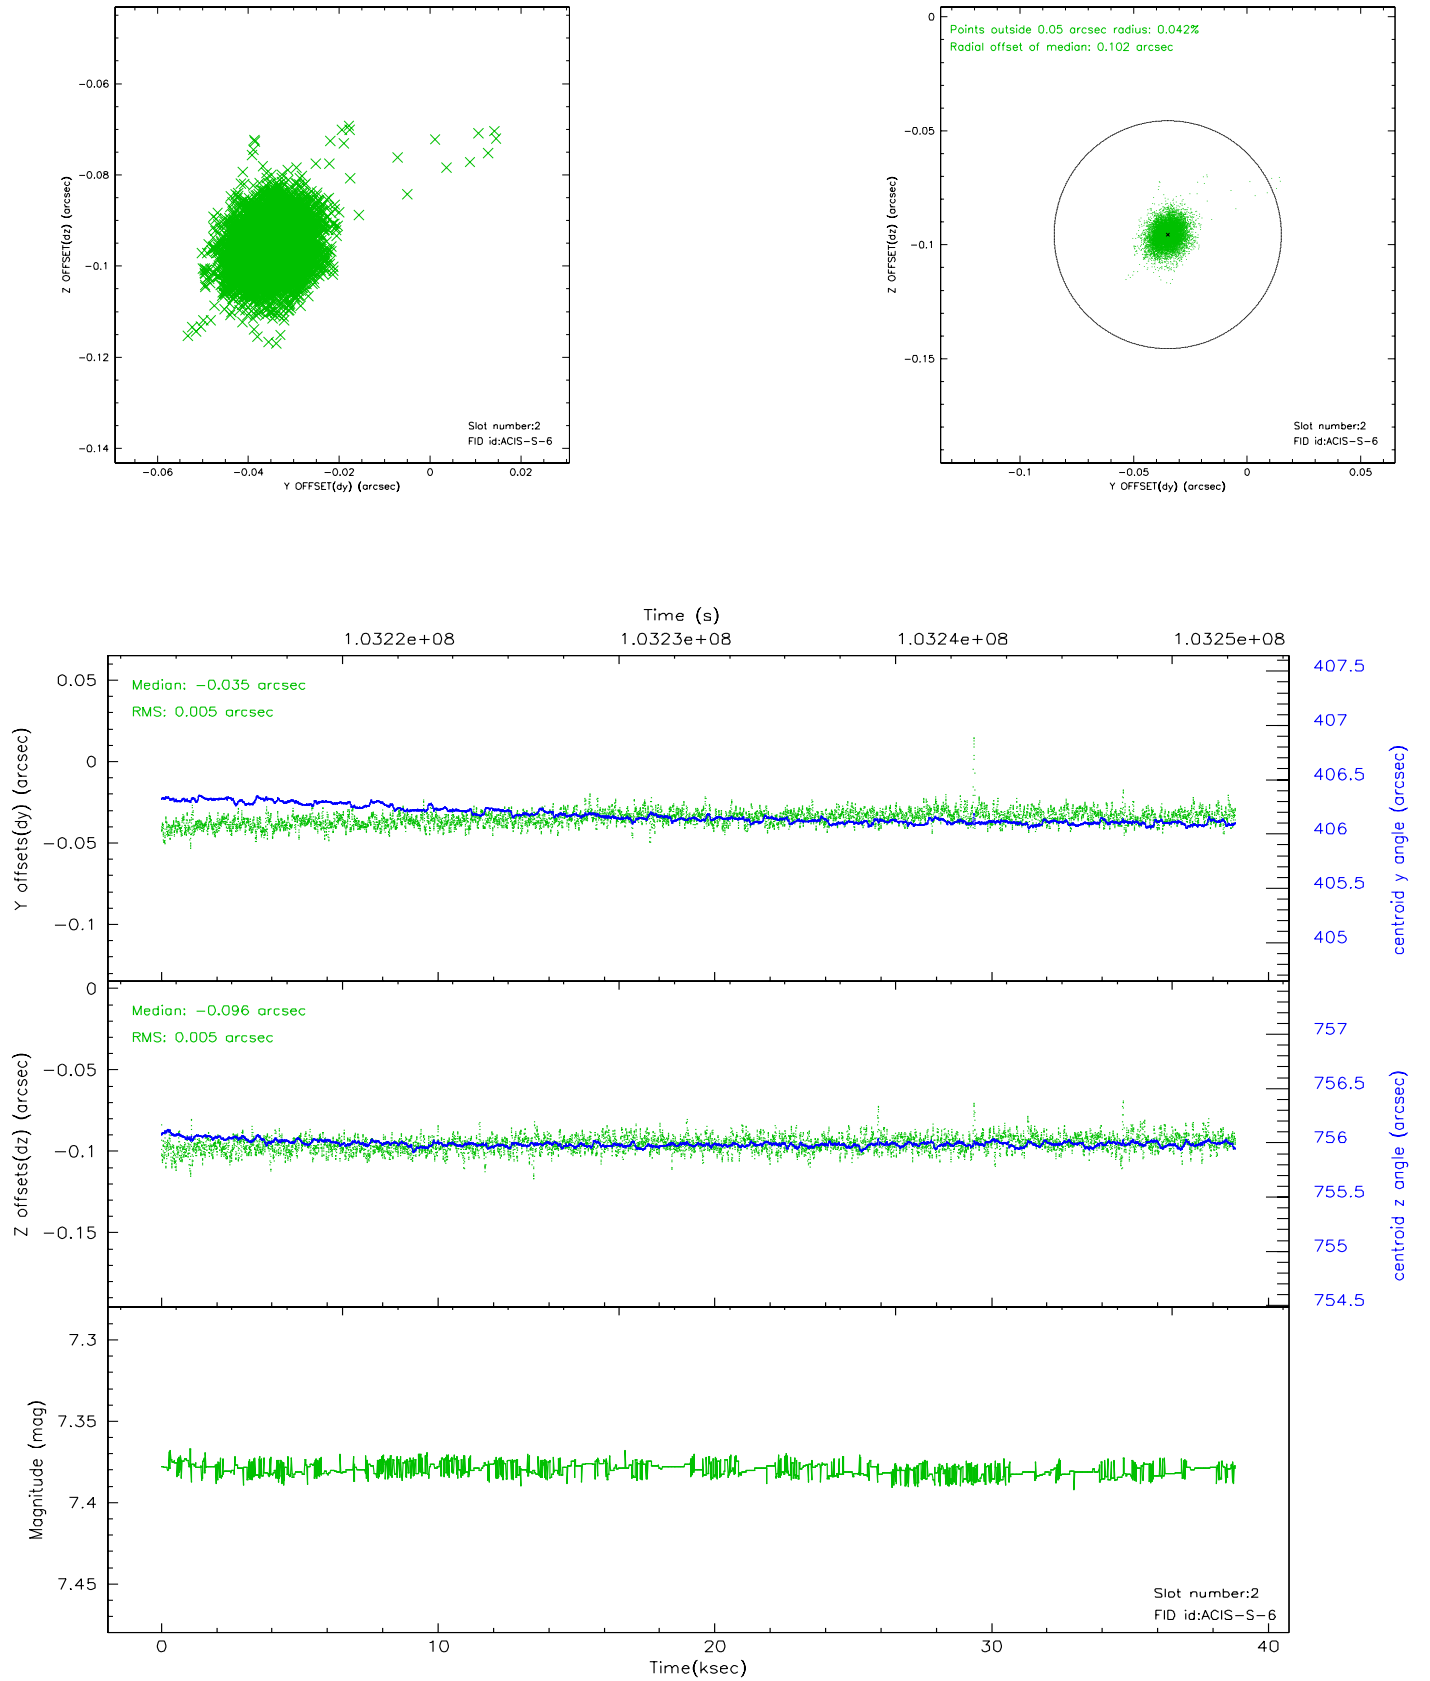 −0.06
−0.08
−0.1
−0.12
−0.14
Z OFFSET(dz) (arcsec)
−0.06 −0.04 −0.02 0 0.02
Y OFFSET(dy) (arcsec)
Slot number:2
FID id:ACIS−S−6
Points outside 0.05 arcsec radius: 0.042%
Radial offset of median: 0.102 arcsec
0
−0.05
−0.1
−0.15
Z OFFSET(dz) (arcsec)
−0.1 −0.05 0 0.05
Y OFFSET(dy) (arcsec)
Slot number:2
FID id:ACIS−S−6
Time (s)
1.0322e+08 1.0323e+08 1.0324e+08 1.0325e+08
Median: −0.035 arcsec
RMS: 0.005 arcsec
0.05
0
−0.05
−0.1
Y offsets(dy) (arcsec)
407.5
407
406.5
406
405.5
405
centroid y angle (arcsec)
Median: −0.096 arcsec
RMS: 0.005 arcsec
0
−0.05
−0.1
−0.15
Z offsets(dz) (arcsec)
757
756.5
756
755.5
755
754.5
centroid z angle (arcsec)
7.3
7.35
7.4
7.45
Magnitude (mag)
Slot number:2
FID id:ACIS−S−6
0 10 20 30 40
Time(ksec)